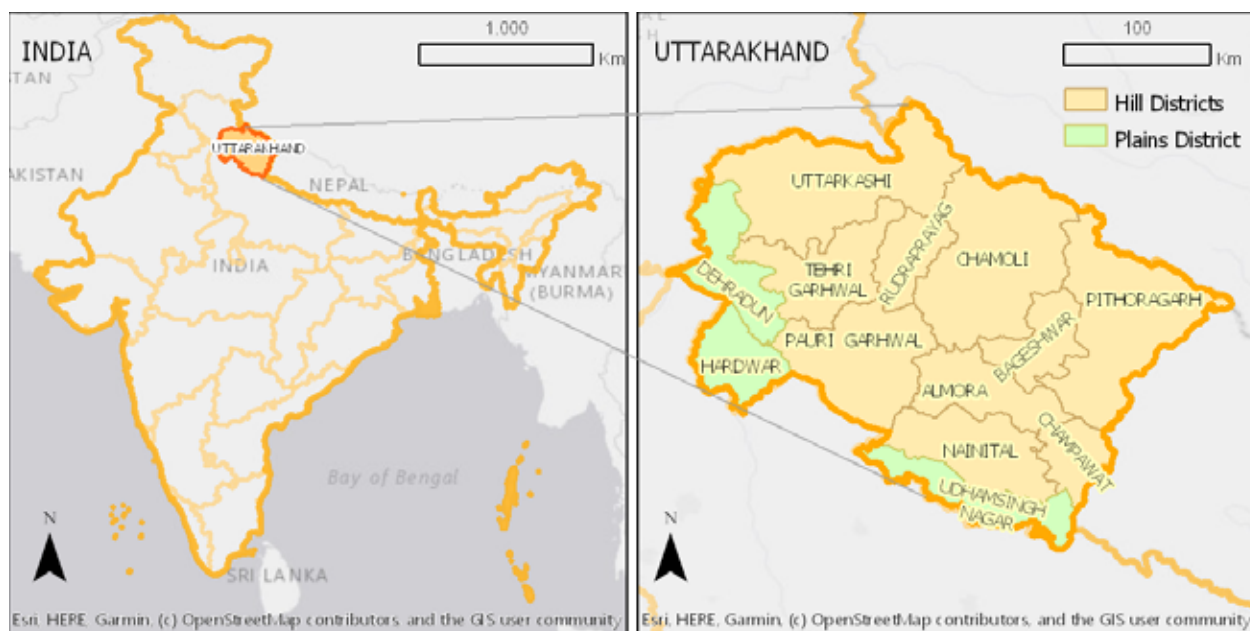 INDIA
1.000
Km
STAN
UTTARAKHAND
AKISTAN
NEPAL
INDIA
BANGLADESH
MYANMAR
(BURMA)
Bay of Bengal
N
SRI LANKA
Esri, HERE, Garmin, (c) OpenStreetMap contributors, and the GIS user community
UTTARAKHAND
100
Km
Hill Districts
Plains District
UTTARKASHI
RUDRAPRAYAG
CHAMOLI
TEHRI
GARHWAL
DEHRADUN
PITHORAGARH
PAURI GARHWAL
HARDWAR
BAGESHWAR
ALMORA
CHAMPAWAT
NAINITAL
UDHAMSINGH
NAGAR
N
Esri, HERE, Garmin, (c) OpenStreetMap contributors, and the GIS user community